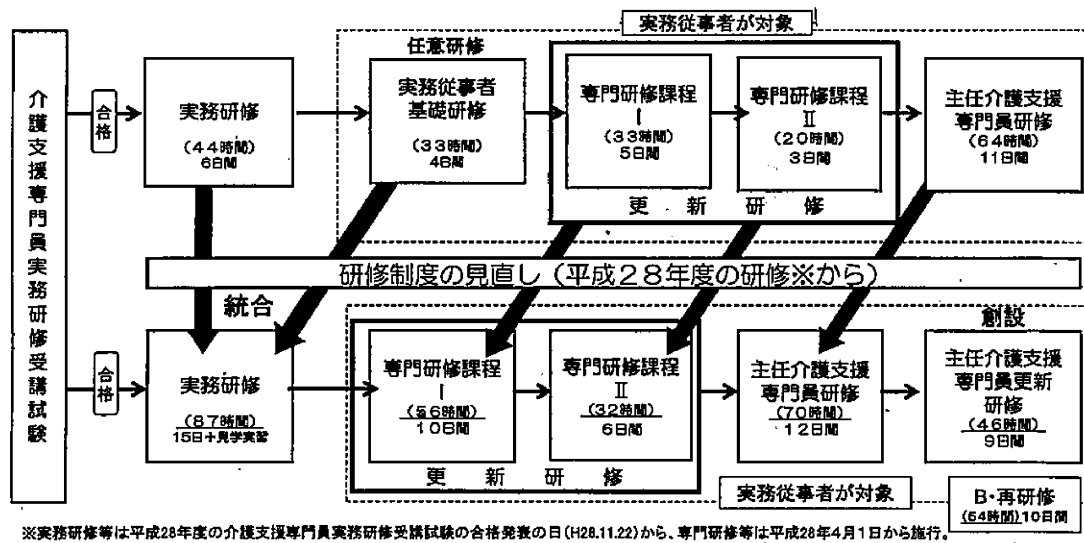 実務従事者が対象
任意研修
介護支援専門員実務研修受講試験
合格
実務研修
(44時間)
6日間
実務従事者
基礎研修
(33時間)
4日間
専門研修課程
Ⅰ
(33時間)
5日間
専門研修課程
Ⅱ
(20時間)
3日間
主任介護支援
専門員研修
(64時間)
11日間
更新研修
研修制度の見直し(平成28年度の研修※から)
統合
創設
合格
実務研修
(87時間)
15日+見学実習
専門研修課程
Ⅰ
(56時間)
10日間
専門研修課程
Ⅱ
(32時間)
6日間
主任介護支援
専門員研修
(70時間)
12日間
主任介護支援
専門員更新
研修
(46時間)
9日間
更新研修
実務従事者が対象
B・再研修
(54時間)10日間
※実務研修等は平成28年度の介護支援専門員実務研修受講試験の合格発表の日(H28.11.22)から、専門研修等は平成28年4月1日から施行。